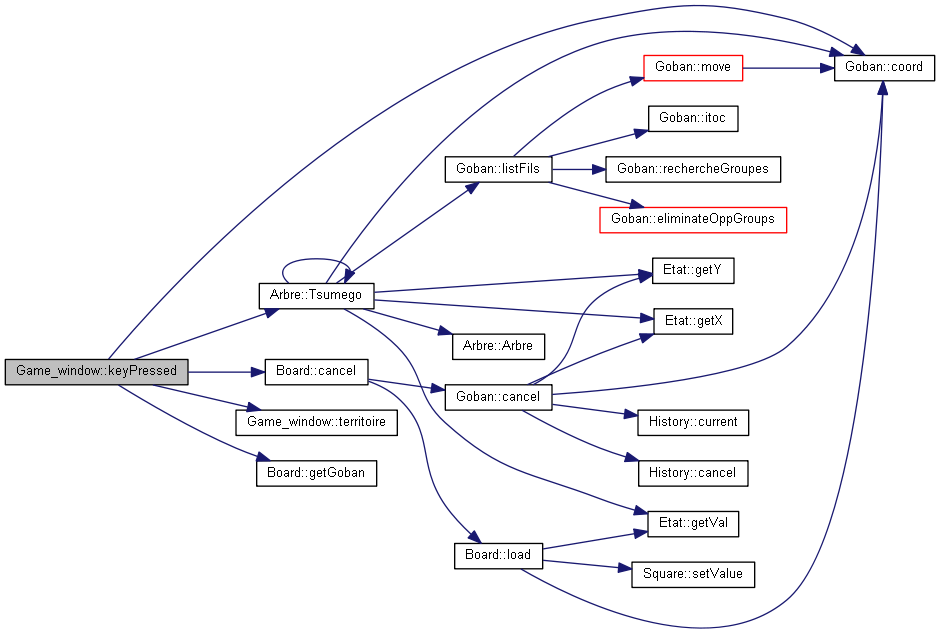 Goban::move
Goban::coord
Goban::itoc
Goban::listFils
Goban::rechercheGroupes
Goban::eliminateOppGroups
Etat::getY
Arbre::Tsumego
Etat::getX
Arbre::Arbre
Game_window::keyPressed
Board::cancel
Goban::cancel
Game_window::territoire
History::current
Board::getGoban
History::cancel
Etat::getVal
Board::load
Square::setValue